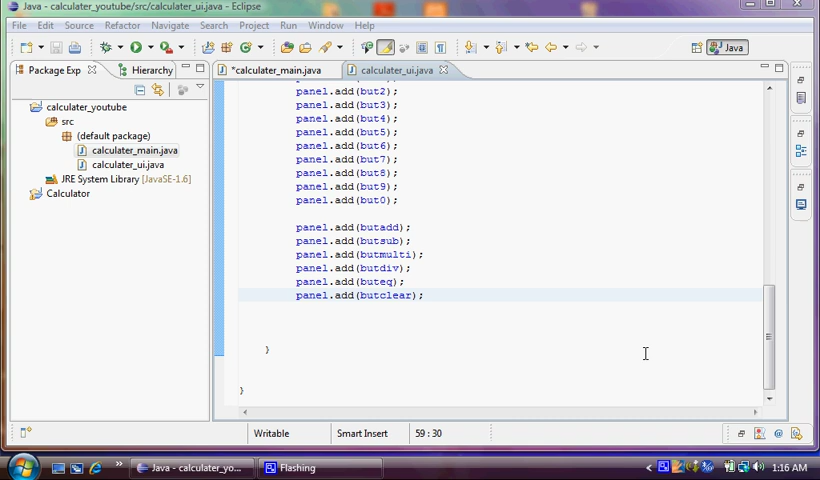 Java - calculater_youtube/src/calculater_ui.java - Eclipse
File Edit Source Refactor Navigate Search Project Run Window Help
Java
Package Exp
Hierarchy
*calculater_main.java
calculater_ui.java
calculater_youtube
src
(default package)
calculater_main.java
calculater_ui.java
JRE System Library [JavaSE-1.6]
Calculator
panel.add(but2);
panel.add(but3);
panel.add(but4);
panel.add(but5);
panel.add(but6);
panel.add(but7);
panel.add(but8);
panel.add(but9);
panel.add(but0);
panel.add(butadd);
panel.add(butsub);
panel.add(butmulti);
panel.add(butdiv);
panel.add(buteq);
panel.add(butclear);
}
}
Writable
Smart Insert
59 : 30
Java - calculater_yo...
Flashing
1:16 AM